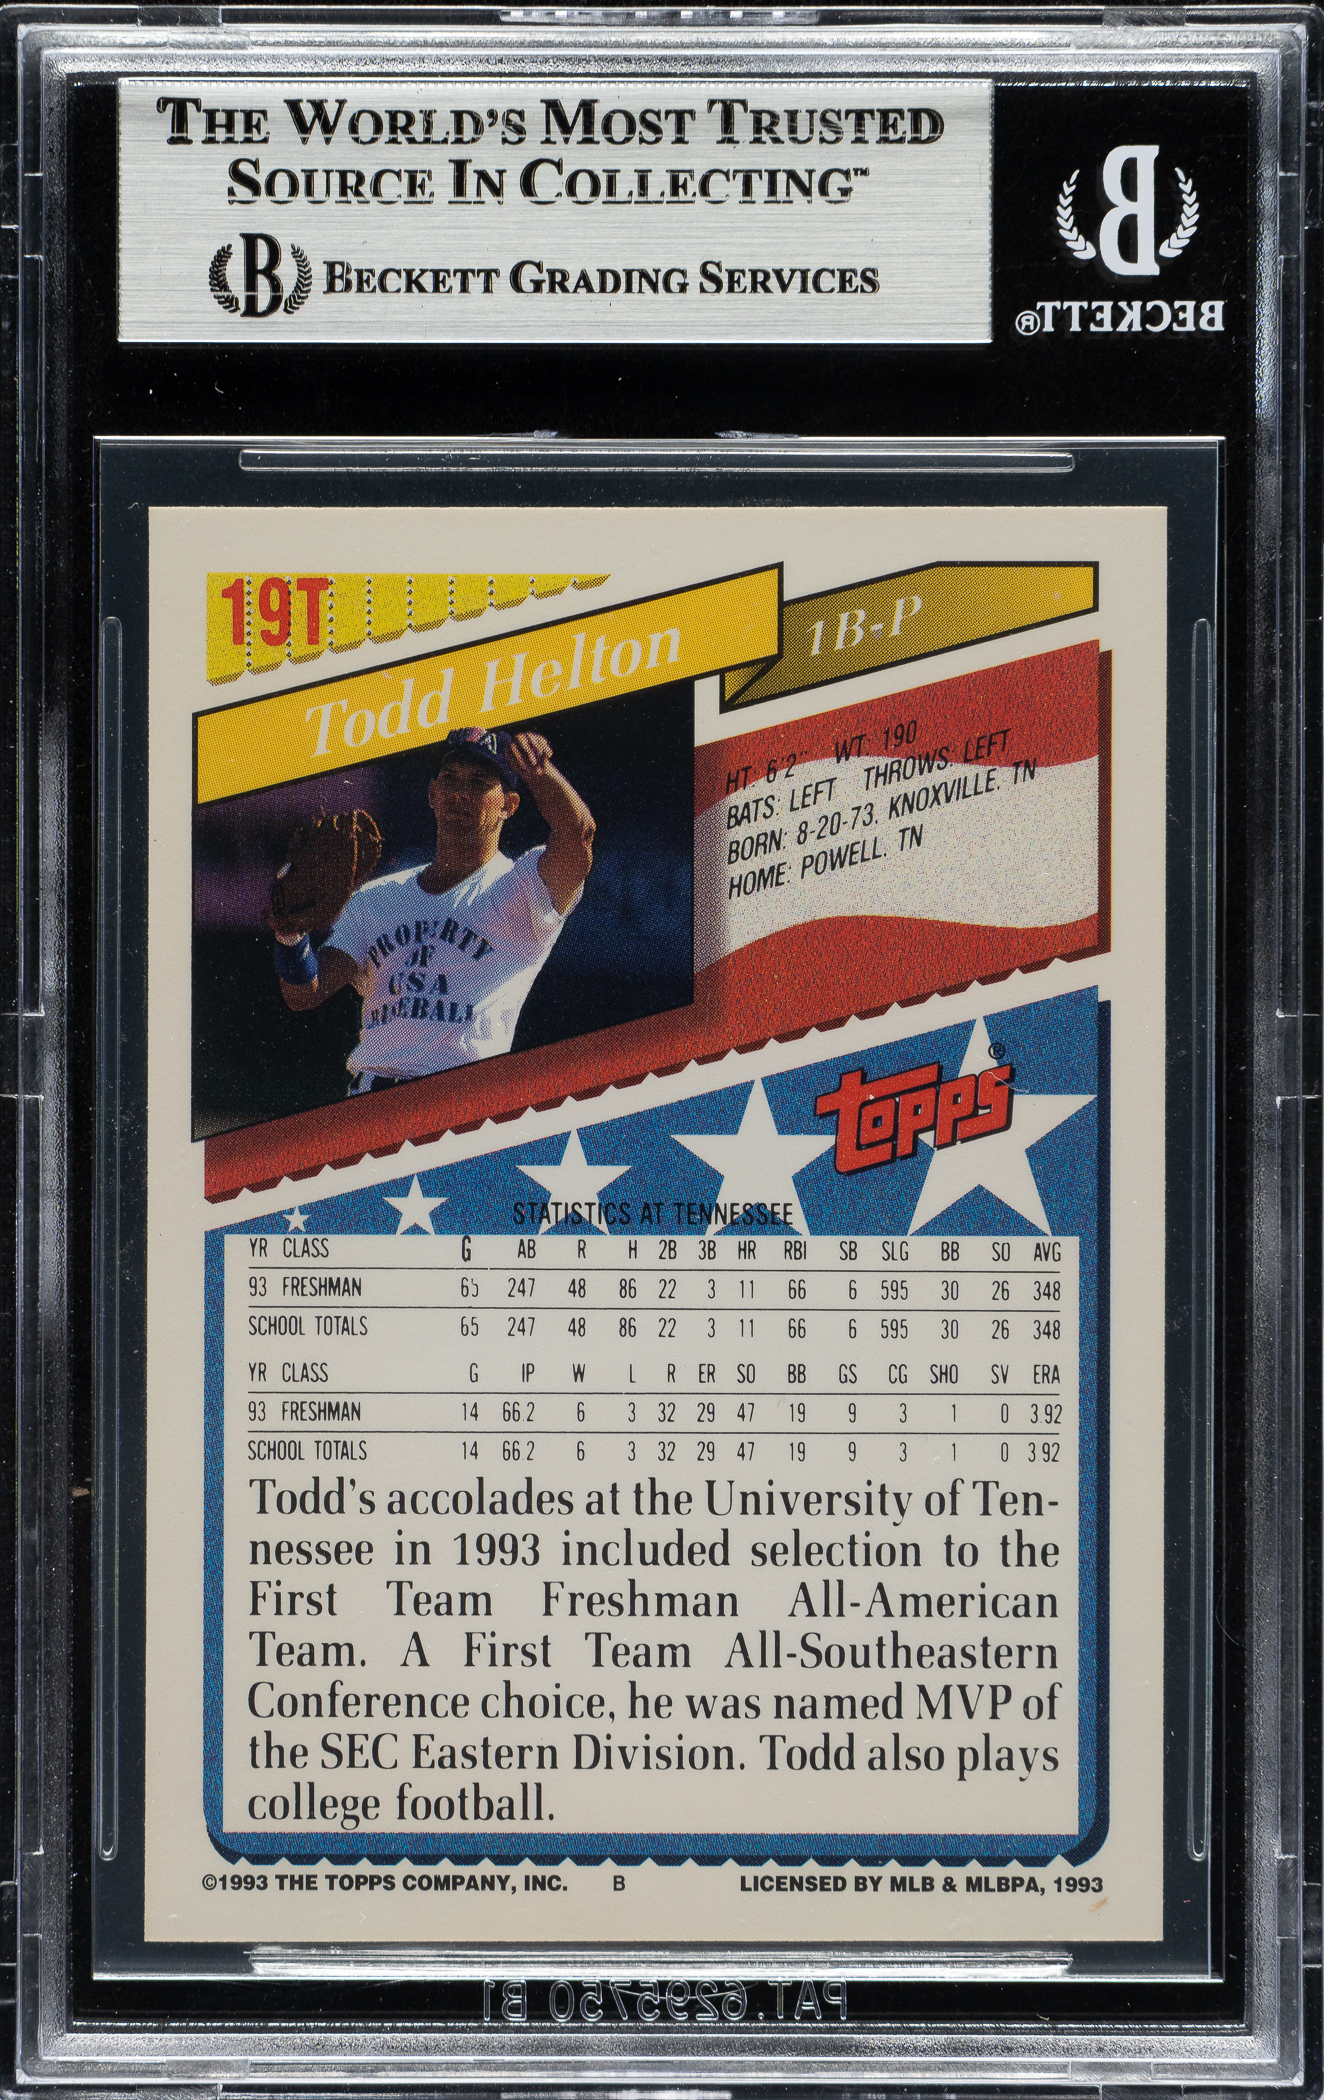 THE WORLD'S MOST TRUSTED
SOURCE IN COLLECTING™
B BECKETT GRADING SERVICES
B
BECKETT®
19T
Todd Helton
1B-P
HT: 6'2" WT: 190
BATS: LEFT THROWS: LEFT
BORN: 8-20-73, KNOXVILLE, TN
HOME: POWELL, TN
PROPERTY
OF
USA
BASEBALL
topps®
STATISTICS AT TENNESSEE
YR CLASS G AB R H 2B 3B HR RBI SB SLG BB SO AVG
93 FRESHMAN 65 247 48 86 22 3 11 66 6 595 30 26 348
SCHOOL TOTALS 65 247 48 86 22 3 11 66 6 595 30 26 348
YR CLASS G IP W L R ER SO BB GS CG SHO SV ERA
93 FRESHMAN 14 66.2 6 3 32 29 47 19 9 3 1 0 3.92
SCHOOL TOTALS 14 66.2 6 3 32 29 47 19 9 3 1 0 3.92
Todd's accolades at the University of Ten-
nessee in 1993 included selection to the
First Team Freshman All-American
Team. A First Team All-Southeastern
Conference choice, he was named MVP of
the SEC Eastern Division. Todd also plays
college football.
©1993 THE TOPPS COMPANY, INC. B LICENSED BY MLB & MLBPA, 1993
PAT.6295750 B1